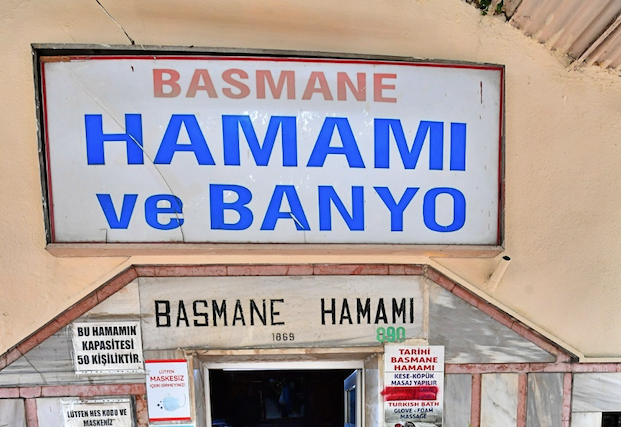 BASMANE
HAMAMI
ve BANYO
BASMANE HAMAMI
1869
890
BU HAMAMIN
KAPASİTESİ
50 KİŞİLİKTİR.
LÜTFEN
MASKESİZ
LÜTFEN HES KODU VE
MASKENİZ
TARİHİ
BASMANE
HAMAMI
KESE-KÖPÜK
MASAJ YAPILIR
TURKISH BATH
GLOVE - FOAM
MASSAGE